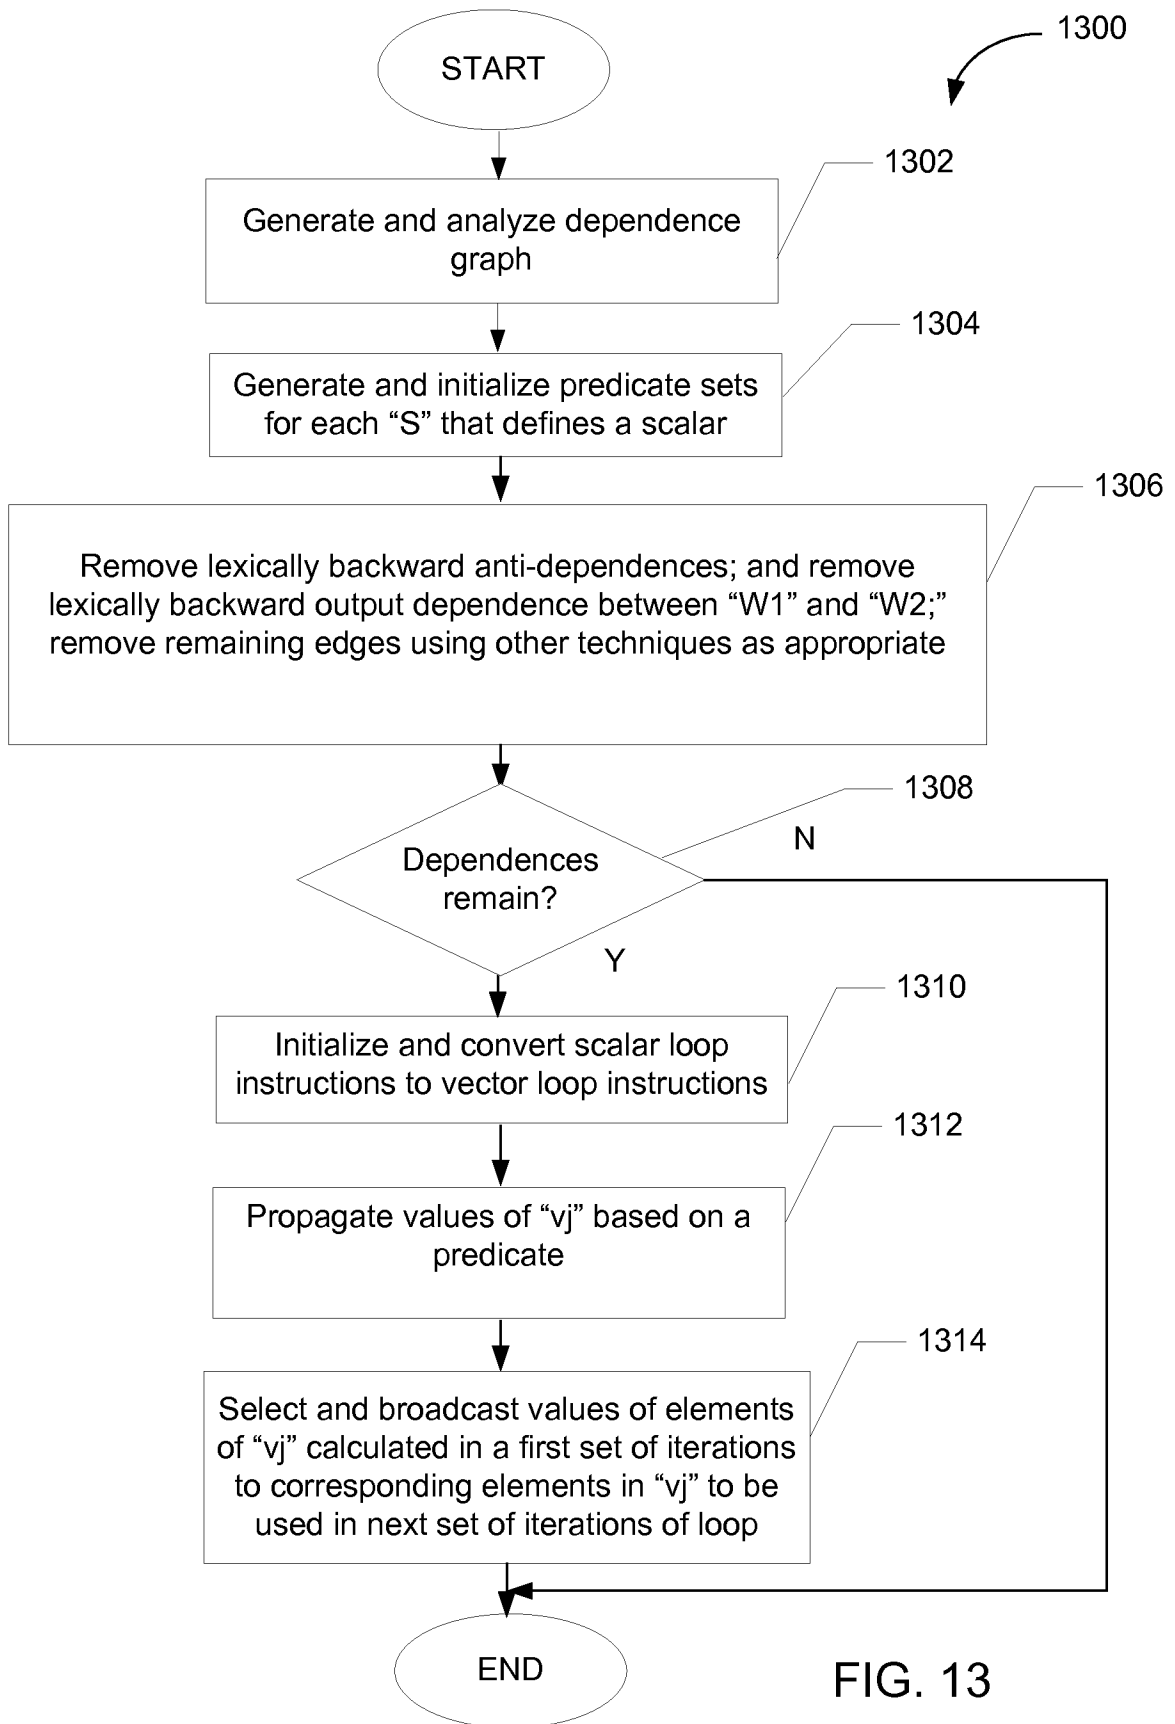 1300
START
1302
Generate and analyze dependence
graph
1304
Generate and initialize predicate sets
for each “S” that defines a scalar
1306
Remove lexically backward anti-dependences; and remove
lexically backward output dependence between “W1” and “W2;”
remove remaining edges using other techniques as appropriate
1308
N
Dependences
remain?
Y
1310
Initialize and convert scalar loop
instructions to vector loop instructions
1312
Propagate values of “vj” based on a
predicate
1314
Select and broadcast values of elements
of “vj” calculated in a first set of iterations
to corresponding elements in “vj” to be
used in next set of iterations of loop
END
FIG. 13